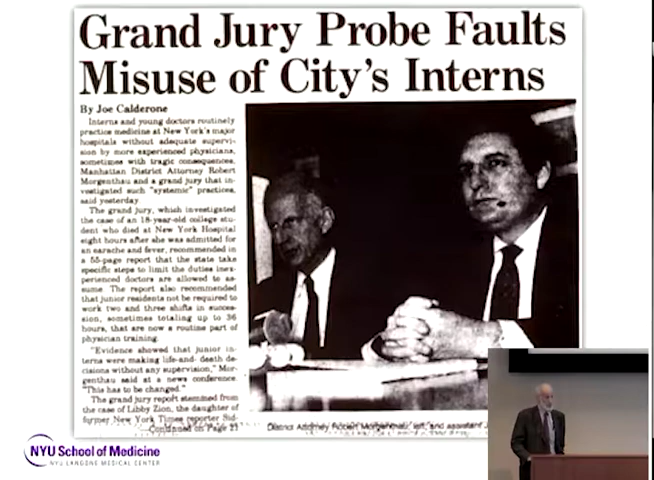 Grand Jury Probe Faults
Misuse of City's Interns
By Joe Calderone
Interns and young doctors routinely
practice medicine at New York's major
hospitals without adequate supervi-
sion by more experienced physicians,
sometimes with tragic consequences,
Manhattan District Attorney Robert
Morgenthau and a grand jury that in-
vestigated such "systemic" practices,
said yesterday.
The grand jury, which investigated
the case of an 18-year-old college stu-
dent who died at New York Hospital
eight hours after she was admitted for
an earache and fever, recommended in
a 55-page report that the state take
specific steps to limit the duties inex-
perienced doctors are allowed to as-
sume. The report also recommended
that junior residents not be required to
work two and three shifts in succes-
sion, sometimes totaling up to 36
hours, that are now a routine part of
physician training.
"Evidence showed that junior in-
terns were making life-and-death de-
cisions without any supervision," Mor-
genthau said at a news conference.
"This has to be changed."
The grand jury report stemmed from
the case of Libby Zion, the daughter of
former New York Times reporter Sid-
Continued on Page 21
District Attorney Robert Morgenthau, left, and assistant
NYU School of Medicine
NYU LANGONE MEDICAL CENTER